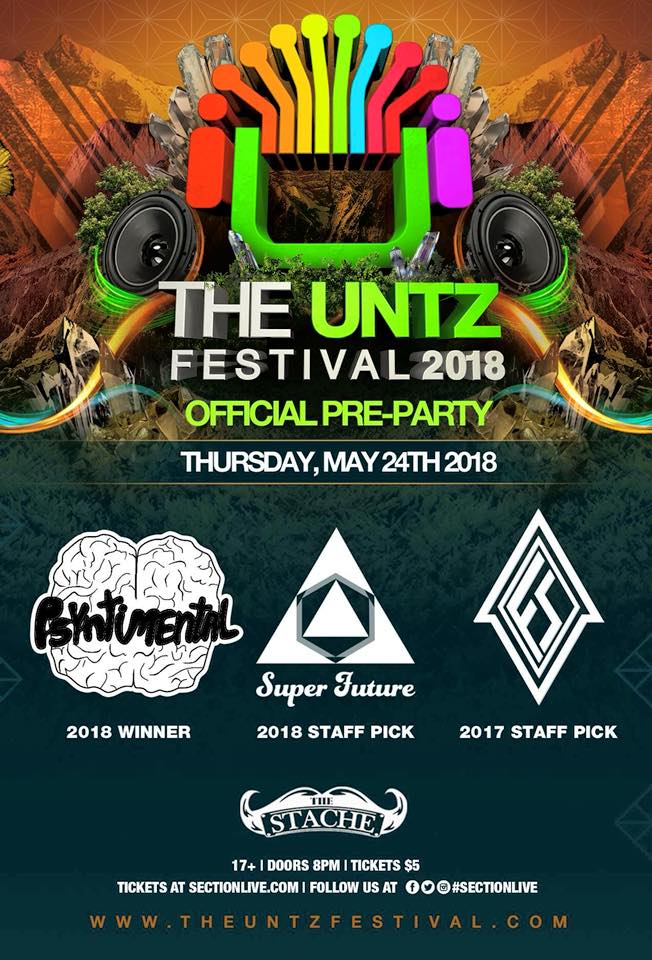 THE UNTZ
FESTIVAL 2018
OFFICIAL PRE-PARTY
THURSDAY, MAY 24TH 2018
PSYNTIMENTAL
Super Future
FS
2018 WINNER
2018 STAFF PICK
2017 STAFF PICK
THE
STACHE
17+ | DOORS 8PM | TICKETS $5
TICKETS AT SECTIONLIVE.COM | FOLLOW US AT #SECTIONLIVE
WWW.THEUNTZFESTIVAL.COM